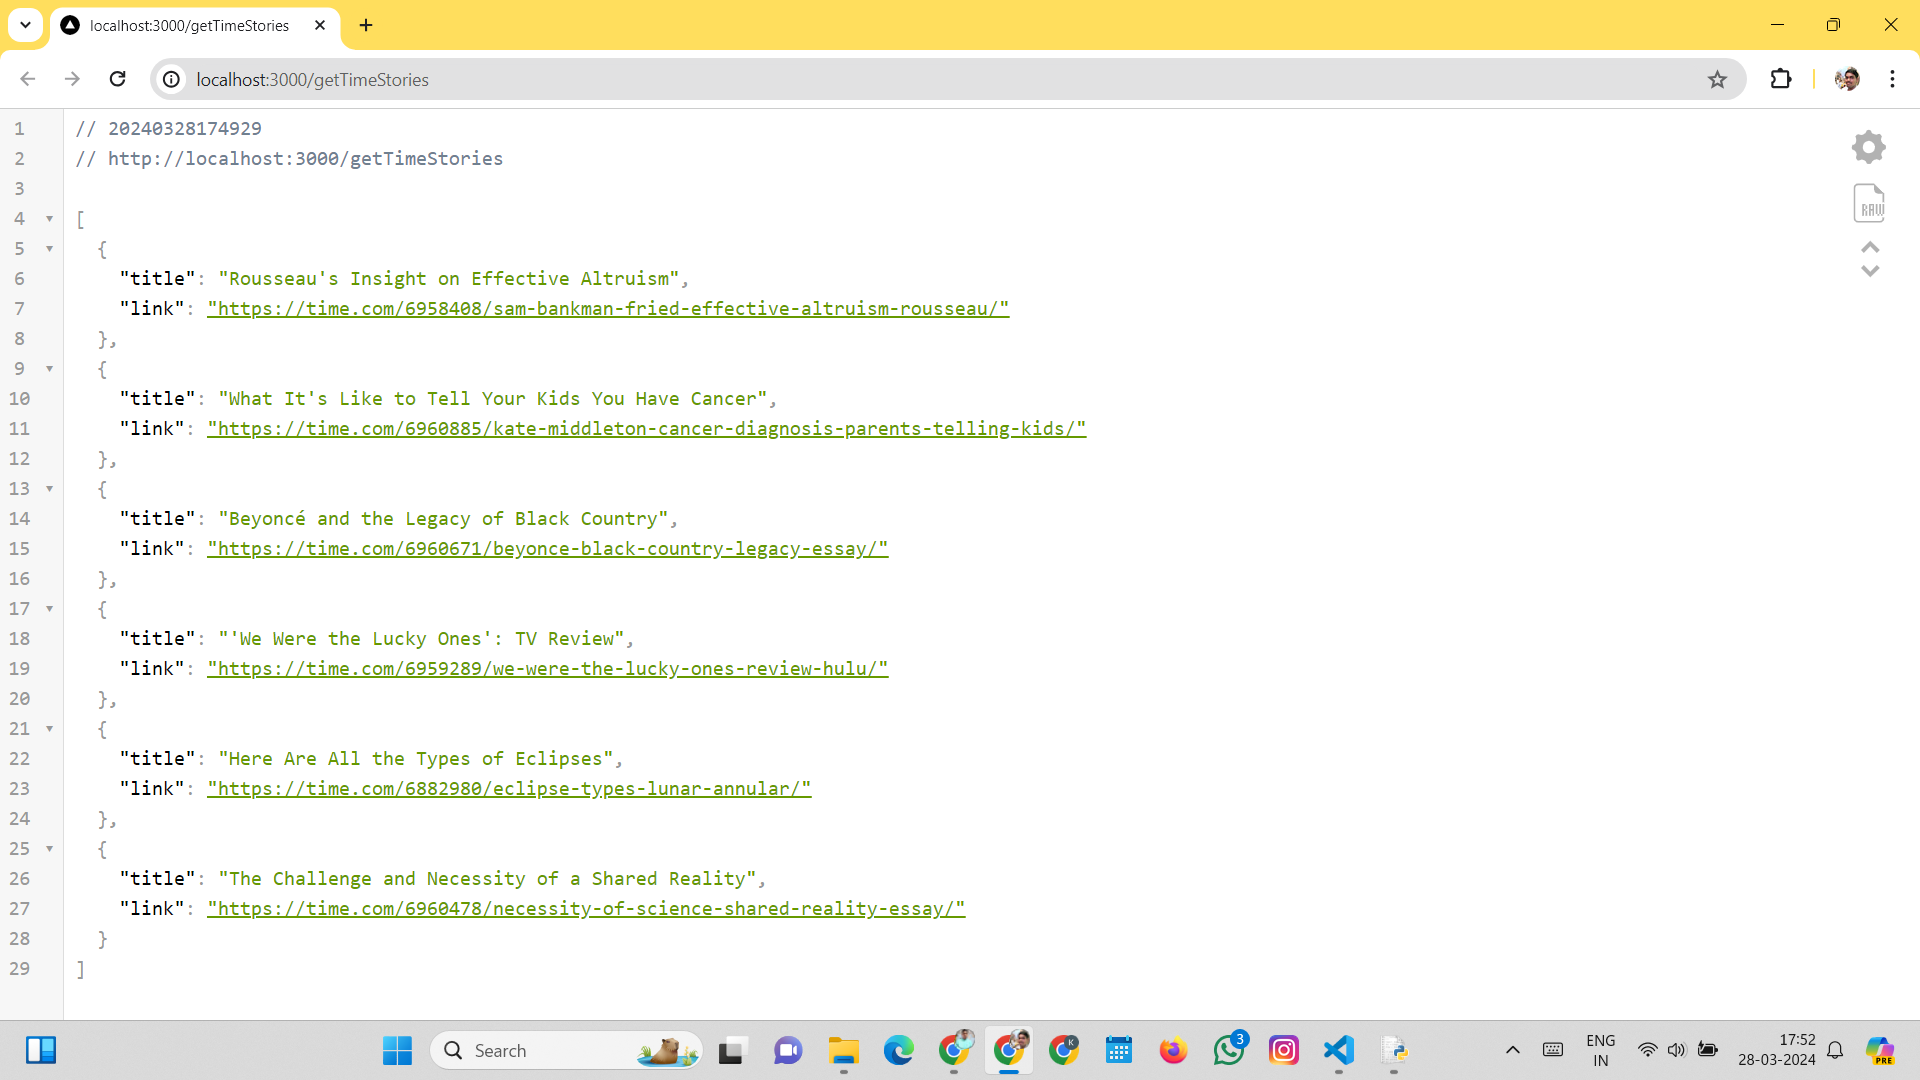 localhost:3000/getTimeStories
localhost:3000/getTimeStories
1 // 20240328174929
2 // http://localhost:3000/getTimeStories
3
4 [
5 {
6 "title": "Rousseau's Insight on Effective Altruism",
7 "link": "https://time.com/6958408/sam-bankman-fried-effective-altruism-rousseau/"
8 },
9 {
10 "title": "What It's Like to Tell Your Kids You Have Cancer",
11 "link": "https://time.com/6960885/kate-middleton-cancer-diagnosis-parents-telling-kids/"
12 },
13 {
14 "title": "Beyoncé and the Legacy of Black Country",
15 "link": "https://time.com/6960671/beyonce-black-country-legacy-essay/"
16 },
17 {
18 "title": "'We Were the Lucky Ones': TV Review",
19 "link": "https://time.com/6959289/we-were-the-lucky-ones-review-hulu/"
20 },
21 {
22 "title": "Here Are All the Types of Eclipses",
23 "link": "https://time.com/6882980/eclipse-types-lunar-annular/"
24 },
25 {
26 "title": "The Challenge and Necessity of a Shared Reality",
27 "link": "https://time.com/6960478/necessity-of-science-shared-reality-essay/"
28 }
29 ]
RAW
Search
K
3
ENG
IN
17:52
28-03-2024
PRE